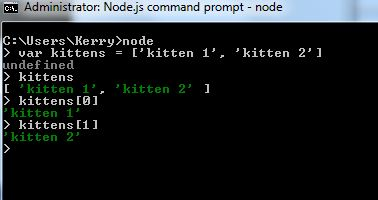 Administrator: Node.js command prompt - node
C:\Users\Kerry>node
> var kittens = ['kitten 1', 'kitten 2']
undefined
> kittens
[ 'kitten 1', 'kitten 2' ]
> kittens[0]
'kitten 1'
> kittens[1]
'kitten 2'
>